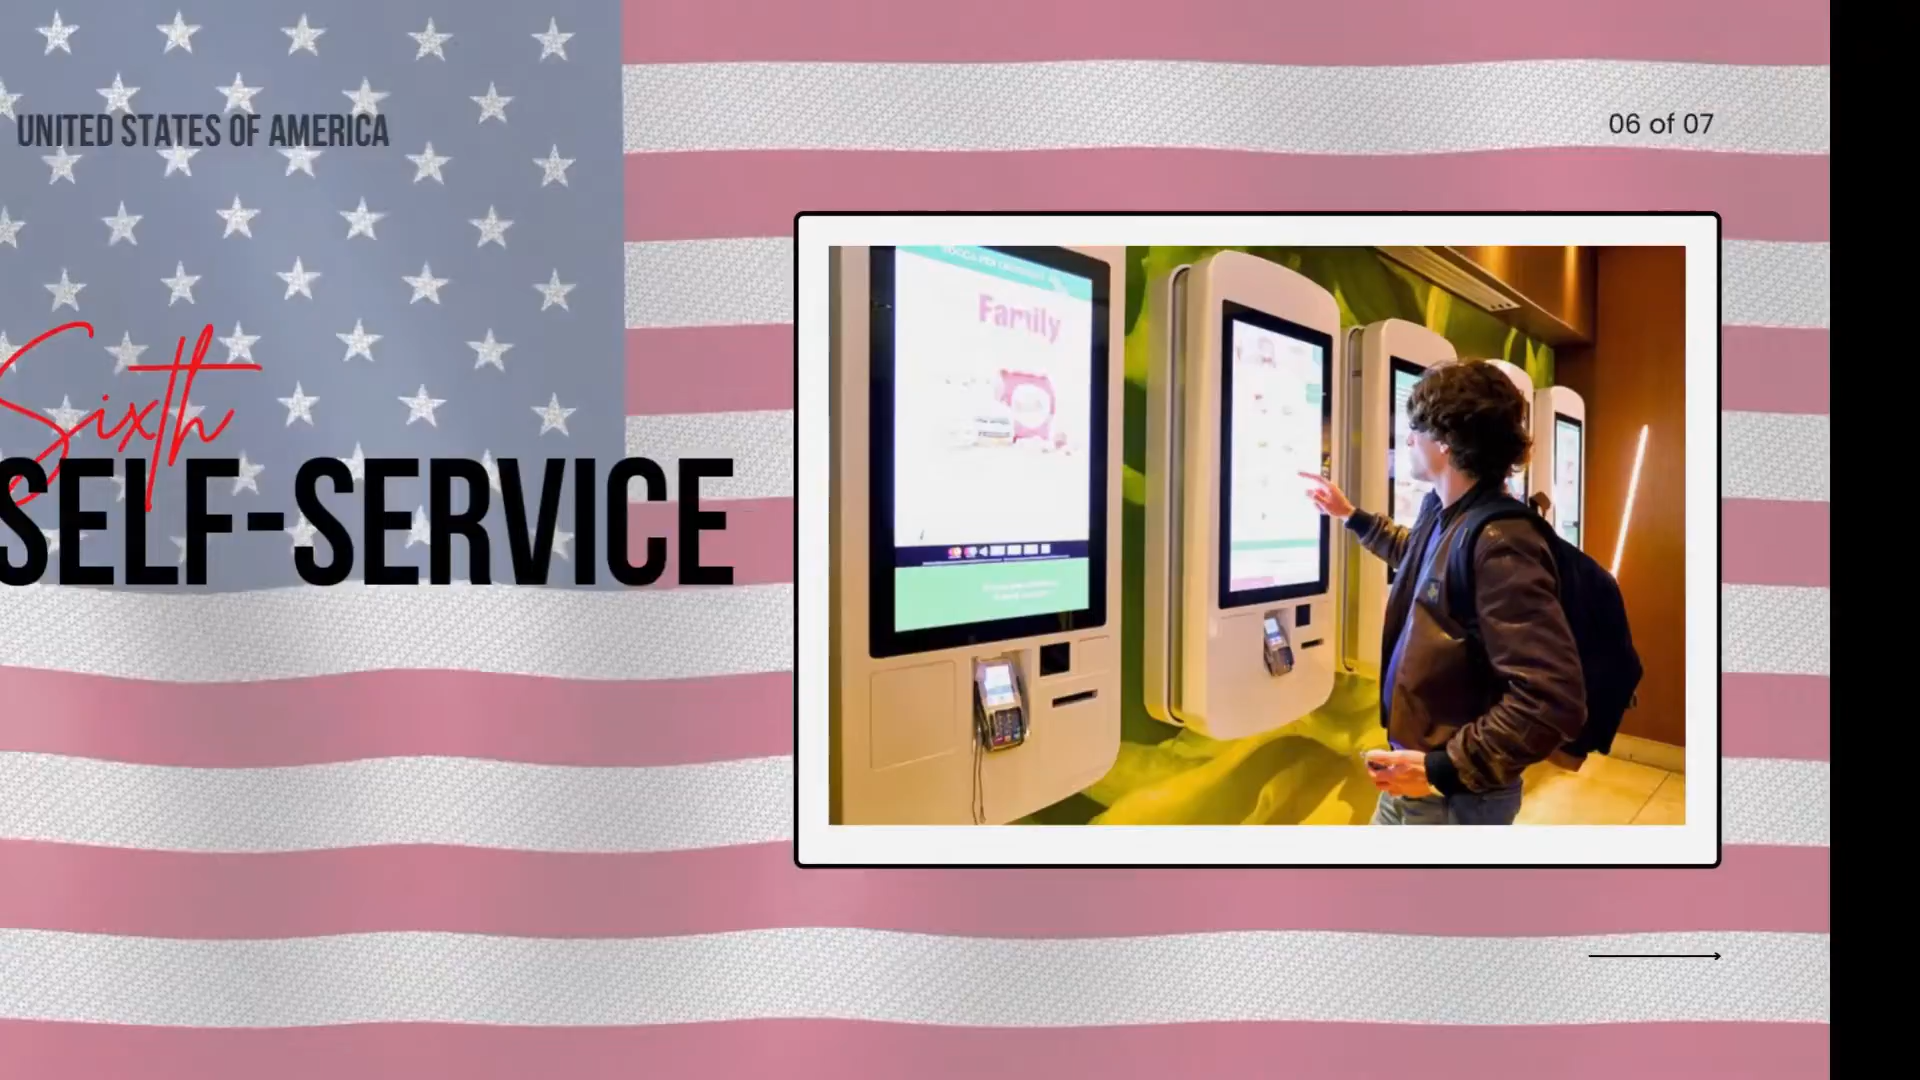 UNITED STATES OF AMERICA
06 of 07
Sixth
SELF-SERVICE
Family